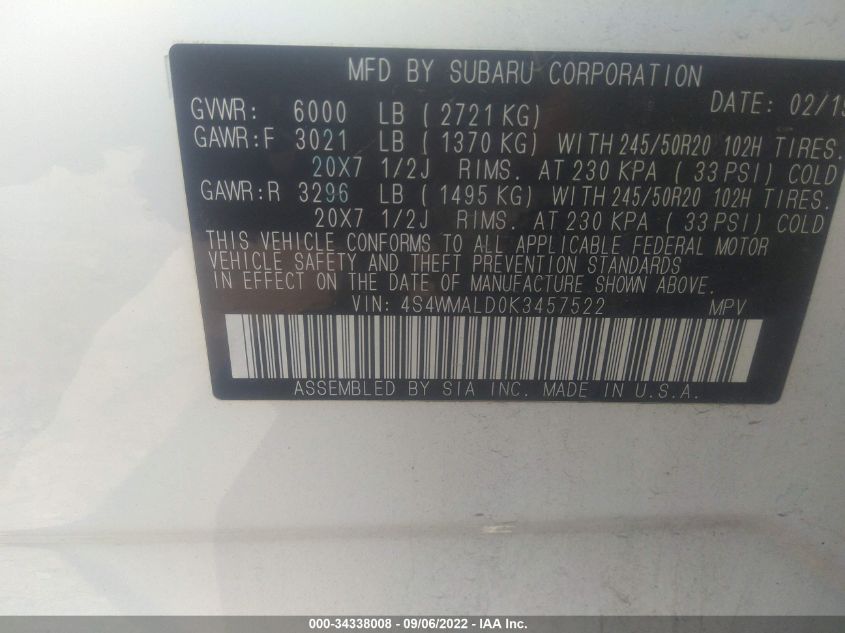 MFD BY SUBARU CORPORATION
GVWR: 6000 LB ( 2721 KG) DATE: 02/19
GAWR:F 3021 LB ( 1370 KG) WITH 245/50R20 102H TIRES.
20X7 1/2J RIMS. AT 230 KPA ( 33 PSI) COLD
GAWR:R 3296 LB ( 1495 KG) WITH 245/50R20 102H TIRES.
20X7 1/2J RIMS. AT 230 KPA ( 33 PSI) COLD
THIS VEHICLE CONFORMS TO ALL APPLICABLE FEDERAL MOTOR
VEHICLE SAFETY AND THEFT PREVENTION STANDARDS
IN EFFECT ON THE DATE OF MANUFACTURE SHOWN ABOVE.
VIN: 4S4WMALD0K3457522 MPV
ASSEMBLED BY SIA INC. MADE IN U.S.A.
000-34338008 - 09/06/2022 - IAA Inc.